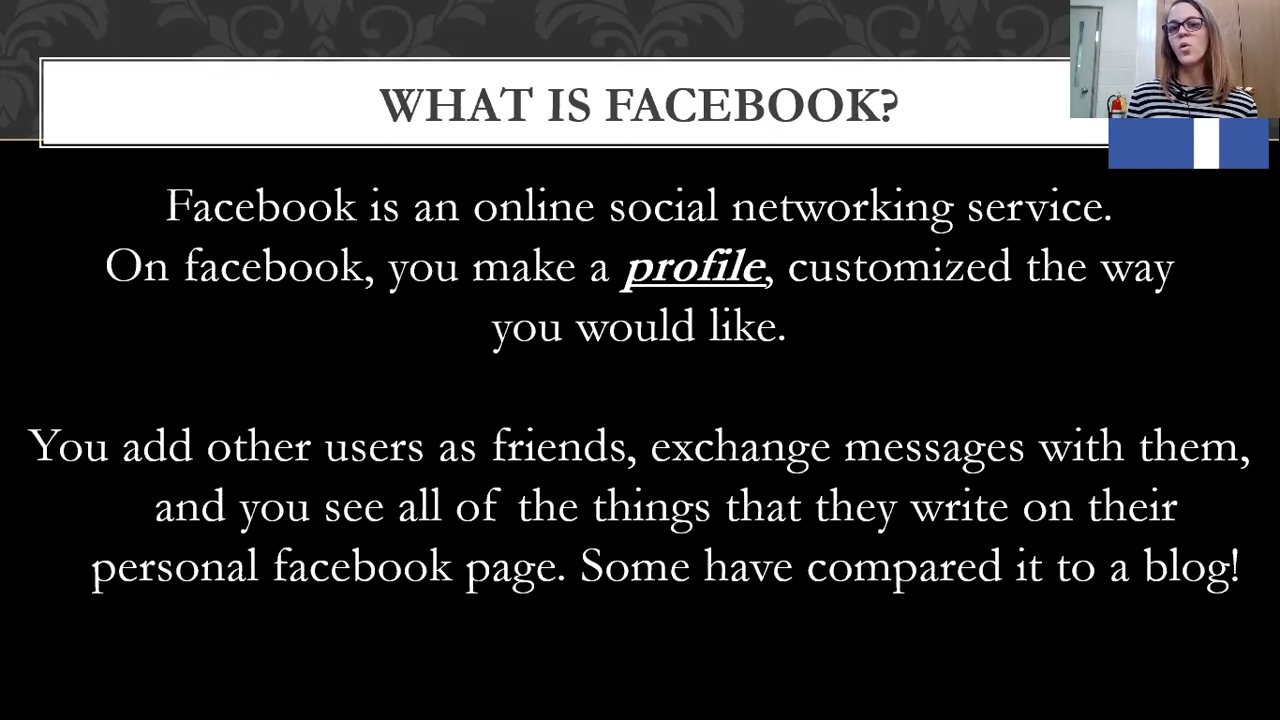 WHAT IS FACEBOOK?
Facebook is an online social networking service.
On facebook, you make a profile, customized the way
you would like.
You add other users as friends, exchange messages with them,
and you see all of the things that they write on their
personal facebook page. Some have compared it to a blog!